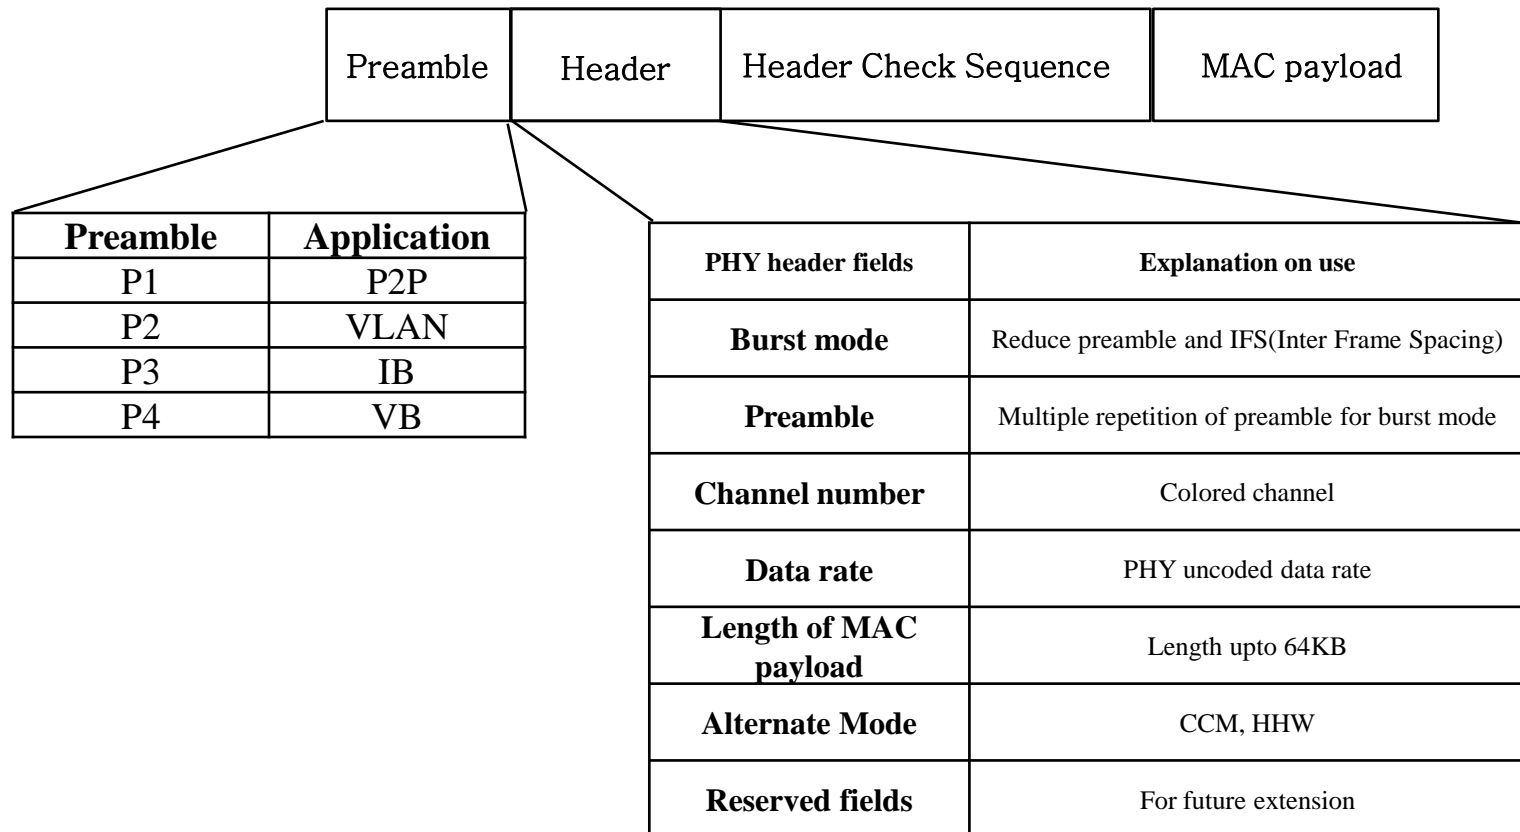 Preamble Header Header Check Sequence MAC payload
Preamble Application
P1 P2P
P2 VLAN
P3 IB
P4 VB
PHY header fields Explanation on use
Burst mode Reduce preamble and IFS(Inter Frame Spacing)
Preamble Multiple repetition of preamble for burst mode
Channel number Colored channel
Data rate PHY uncoded data rate
Length of MAC
payload Length upto 64KB
Alternate Mode CCM, HHW
Reserved fields For future extension